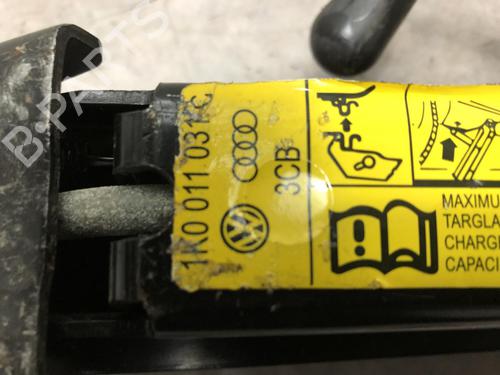 1K0 011 031 C
3CB
MAXIMU
TARGLA
CHARGE
CAPACI
B-PARTS